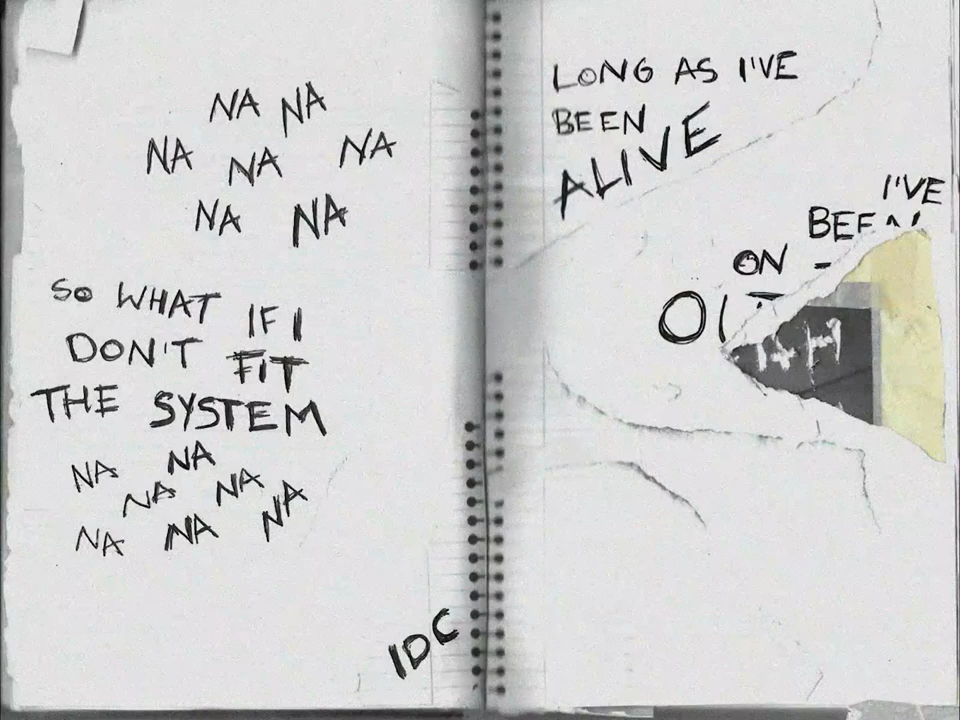 NA NA
NA NA NA
NA NA
SO WHAT IF I
DON'T FIT
THE SYSTEM
NA NA
NA NA
NA NA NA
IDC
LONG AS I'VE
BEEN
ALIVE
I'VE
BEEN
ON